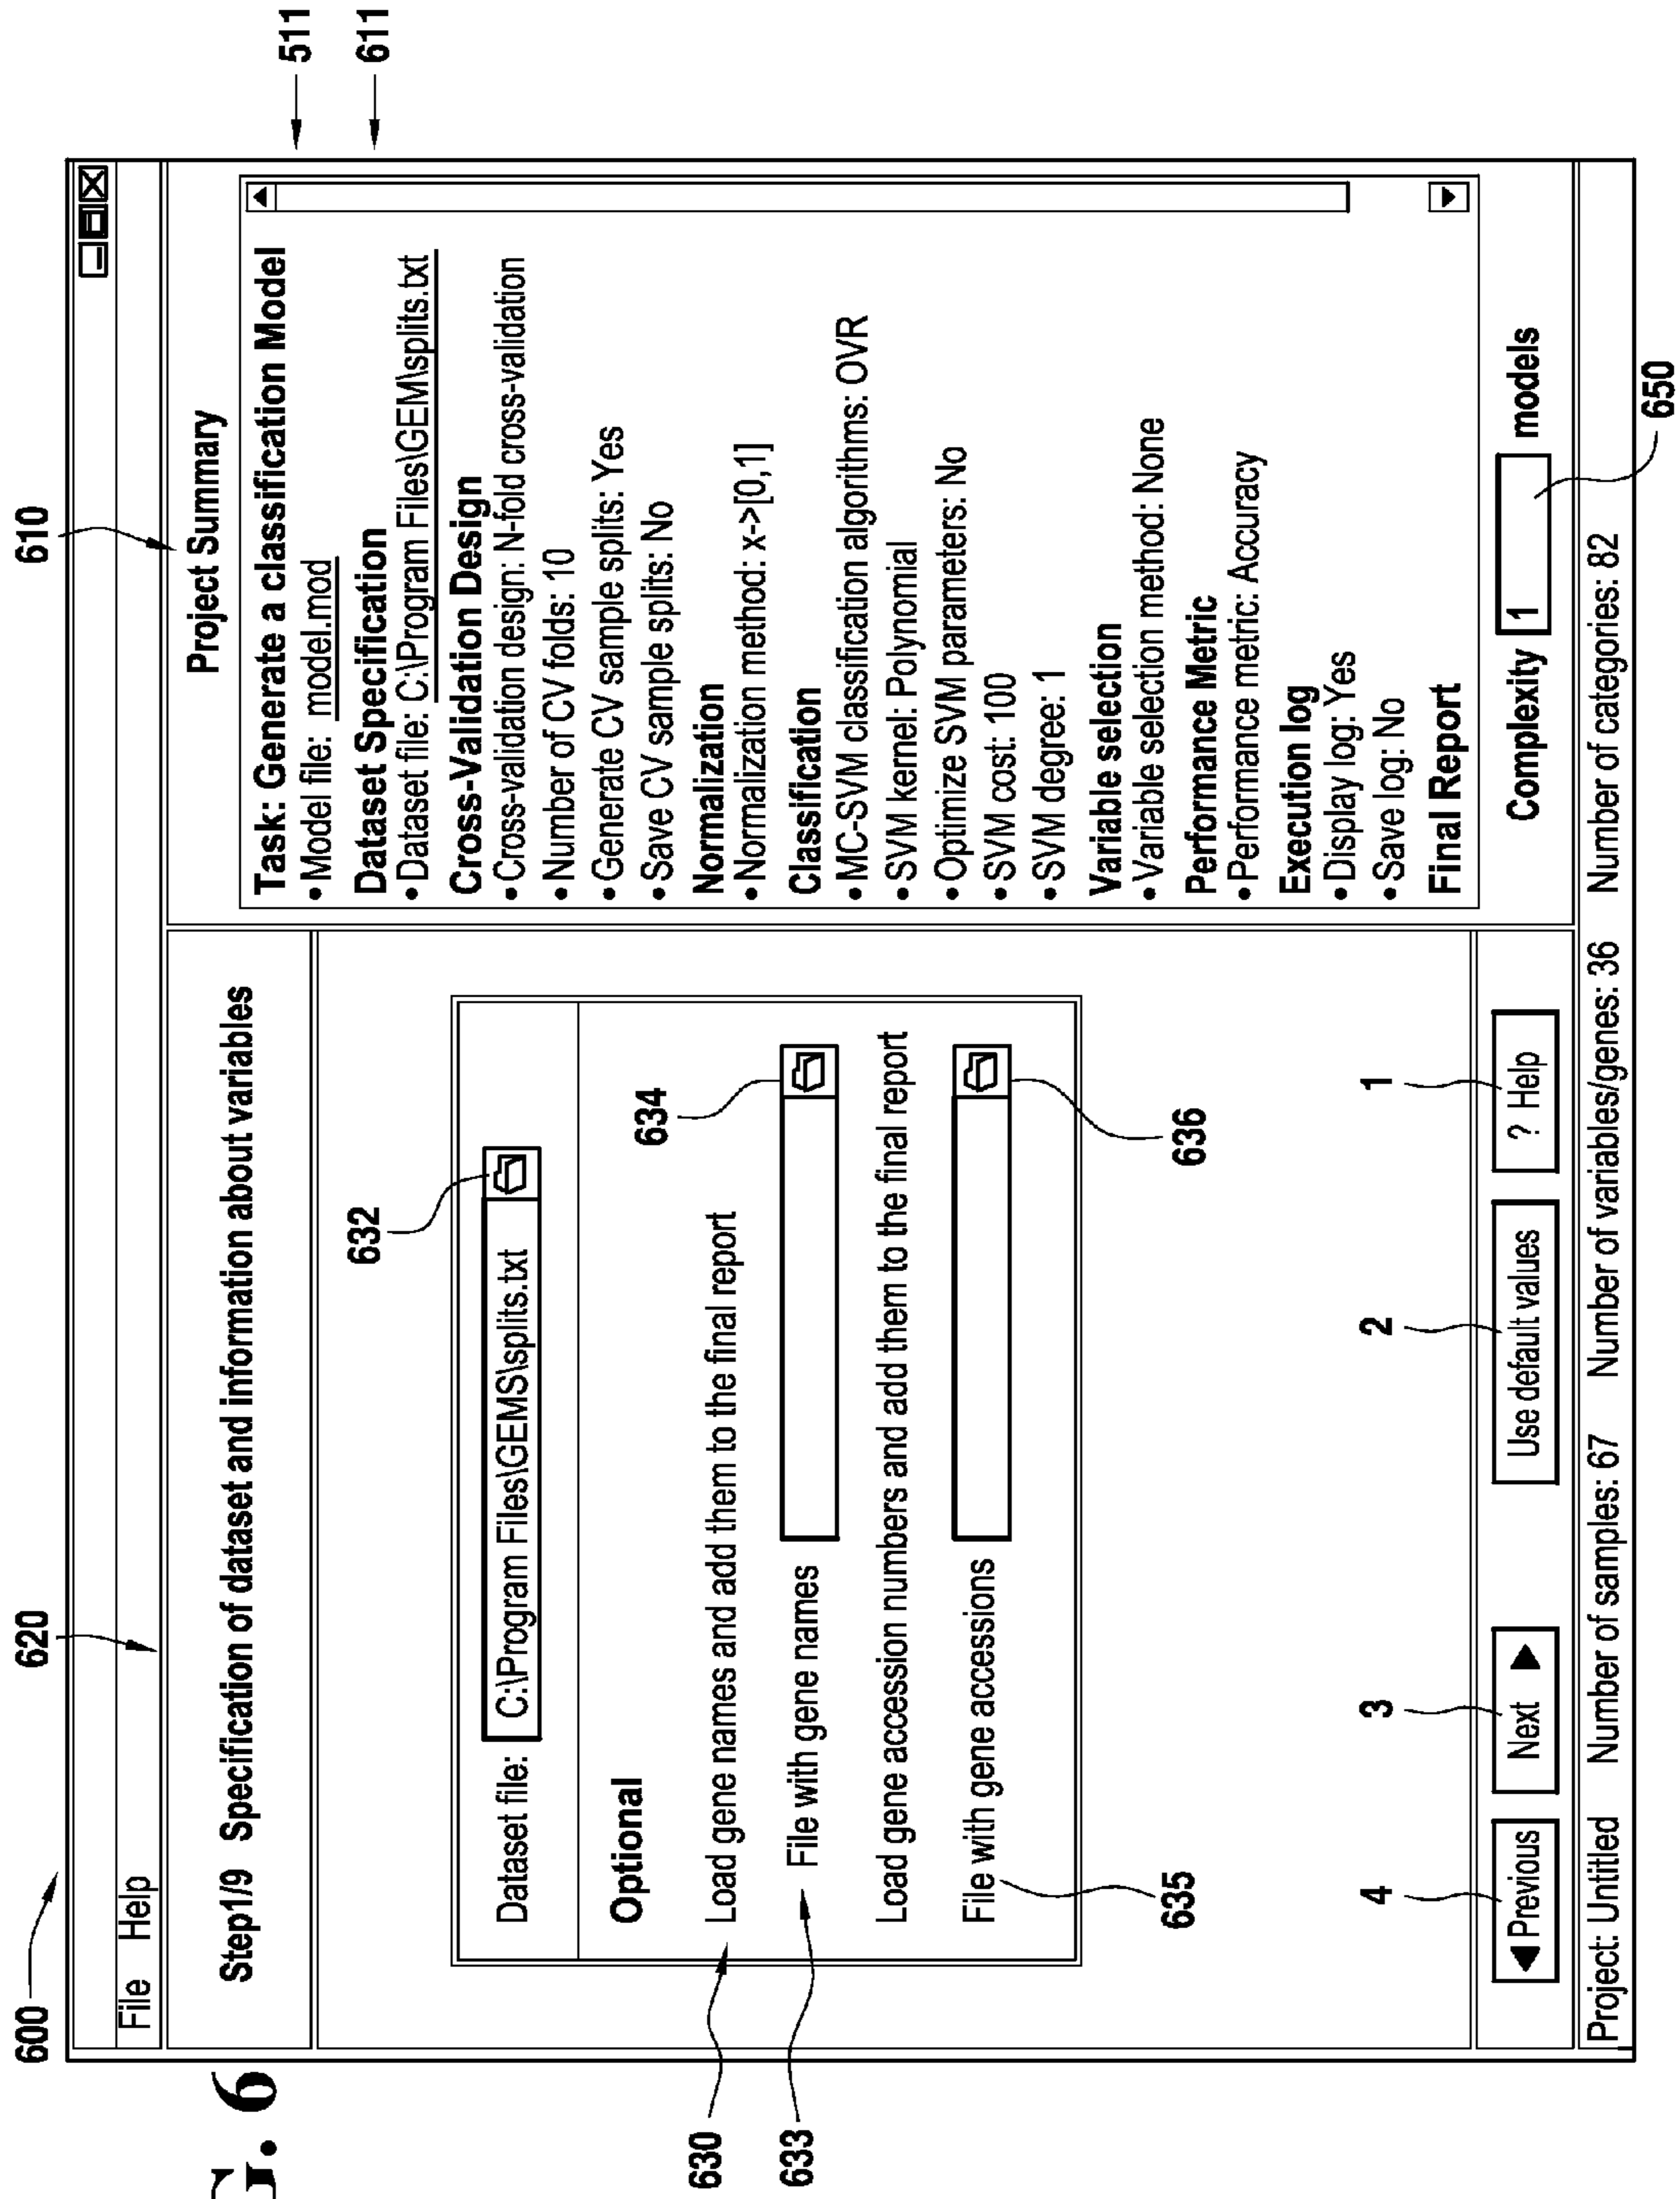 G. 6
600
620
610
File Help
511
611
Step1/9 Specification of dataset and information about variables
Dataset file: C:\Program Files\GEMS\splits.txt
632
Optional
Load gene names and add them to the final report
630
File with gene names
634
633
Load gene accession numbers and add them to the final report
File with gene accessions
635
636
4
3
2
1
Previous
Next
Use default values
? Help
Project Summary
Task: Generate a classification Model
• Model file: model.mod
Dataset Specification
• Dataset file: C:\Program Files\GEM\splits.txt
Cross-Validation Design
• Cross-validation design: N-fold cross-validation
• Number of CV folds: 10
• Generate CV sample splits: Yes
• Save CV sample splits: No
Normalization
• Normalization method: x->[0,1]
Classification
• MC-SVM classification algorithms: OVR
• SVM kernel: Polynomial
• Optimize SVM parameters: No
• SVM cost: 100
• SVM degree: 1
Variable selection
• Variable selection method: None
Performance Metric
• Performance metric: Accuracy
Execution log
• Display log: Yes
• Save log: No
Final Report
Complexity 1 models
650
Project: Untitled Number of samples: 67 Number of variables/genes: 36 Number of categories: 82